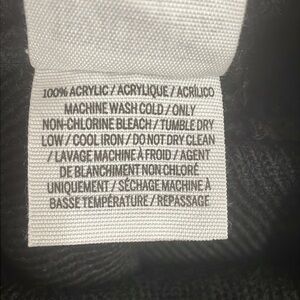 100% ACRYLIC / ACRYLIQUE / ACRÍLICO
MACHINE WASH COLD / ONLY
NON-CHLORINE BLEACH / TUMBLE DRY
LOW / COOL IRON / DO NOT DRY CLEAN
/ LAVAGE MACHINE À FROID / AGENT
DE BLANCHIMENT NON CHLORÉ
UNIQUEMENT / SÉCHAGE MACHINE À
BASSE TEMPÉRATURE / REPASSAGE